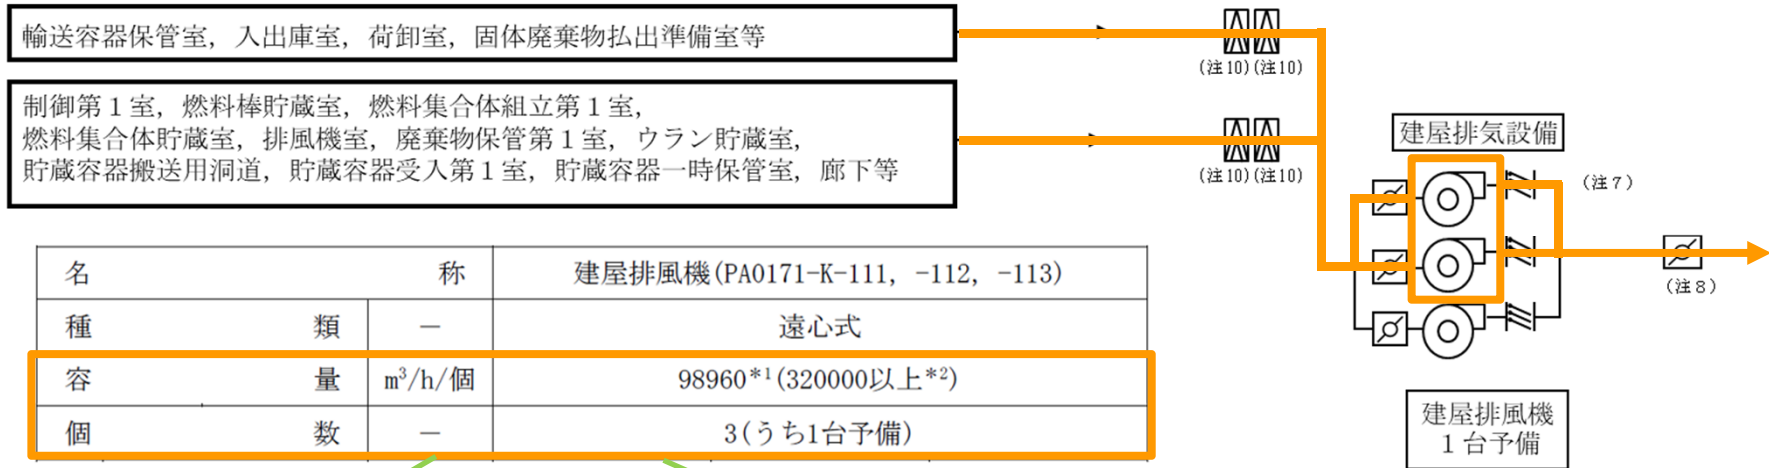 輸送容器保管室，入出庫室，荷卸室，固体廃棄物払出準備室等
(注10)(注10)
制御第１室，燃料棒貯蔵室，燃料集合体組立第１室，
燃料集合体貯蔵室，排風機室，廃棄物保管第１室，ウラン貯蔵室，
貯蔵容器搬送用洞道，貯蔵容器受入第１室，貯蔵容器一時保管室，廊下等
(注10)(注10)
建屋排気設備
(注７)
(注８)
建屋排風機
１台予備
名称 建屋排風機(PA0171-K-111, -112, -113)
種類 － 遠心式
容量 m³/h/個 98960*¹(320000以上*²)
個数 － 3(うち1台予備)